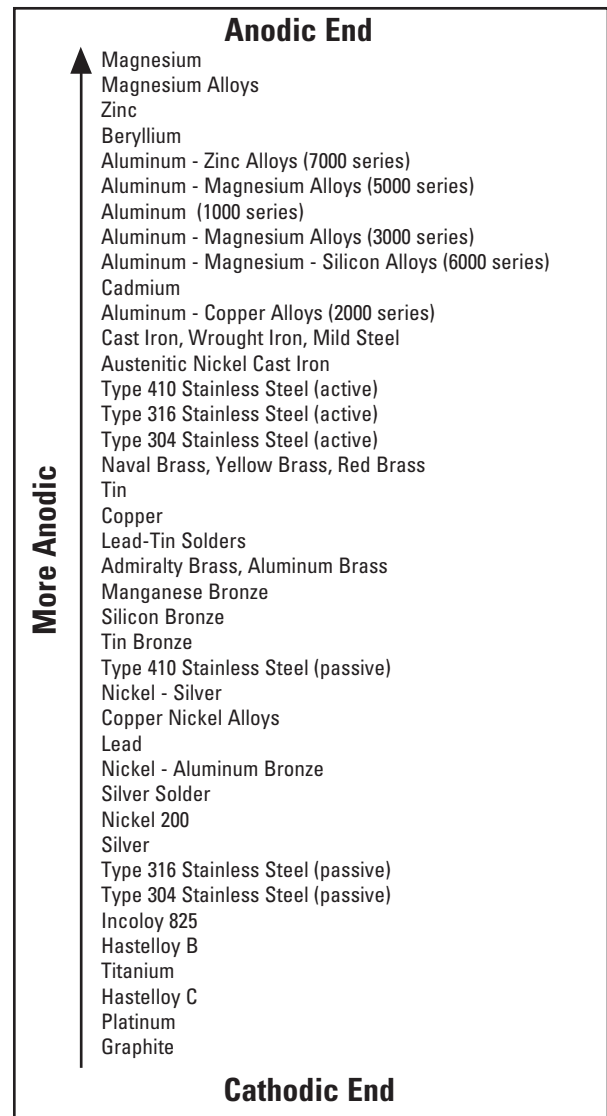 Anodic End
Magnesium
Magnesium Alloys
Zinc
Beryllium
Aluminum - Zinc Alloys (7000 series)
Aluminum - Magnesium Alloys (5000 series)
Aluminum (1000 series)
Aluminum - Magnesium Alloys (3000 series)
Aluminum - Magnesium - Silicon Alloys (6000 series)
Cadmium
Aluminum - Copper Alloys (2000 series)
Cast Iron, Wrought Iron, Mild Steel
Austenitic Nickel Cast Iron
Type 410 Stainless Steel (active)
Type 316 Stainless Steel (active)
Type 304 Stainless Steel (active)
Naval Brass, Yellow Brass, Red Brass
Tin
Copper
Lead-Tin Solders
Admiralty Brass, Aluminum Brass
Manganese Bronze
Silicon Bronze
Tin Bronze
Type 410 Stainless Steel (passive)
Nickel - Silver
Copper Nickel Alloys
Lead
Nickel - Aluminum Bronze
Silver Solder
Nickel 200
Silver
Type 316 Stainless Steel (passive)
Type 304 Stainless Steel (passive)
Incoloy 825
Hastelloy B
Titanium
Hastelloy C
Platinum
Graphite
More Anodic
Cathodic End